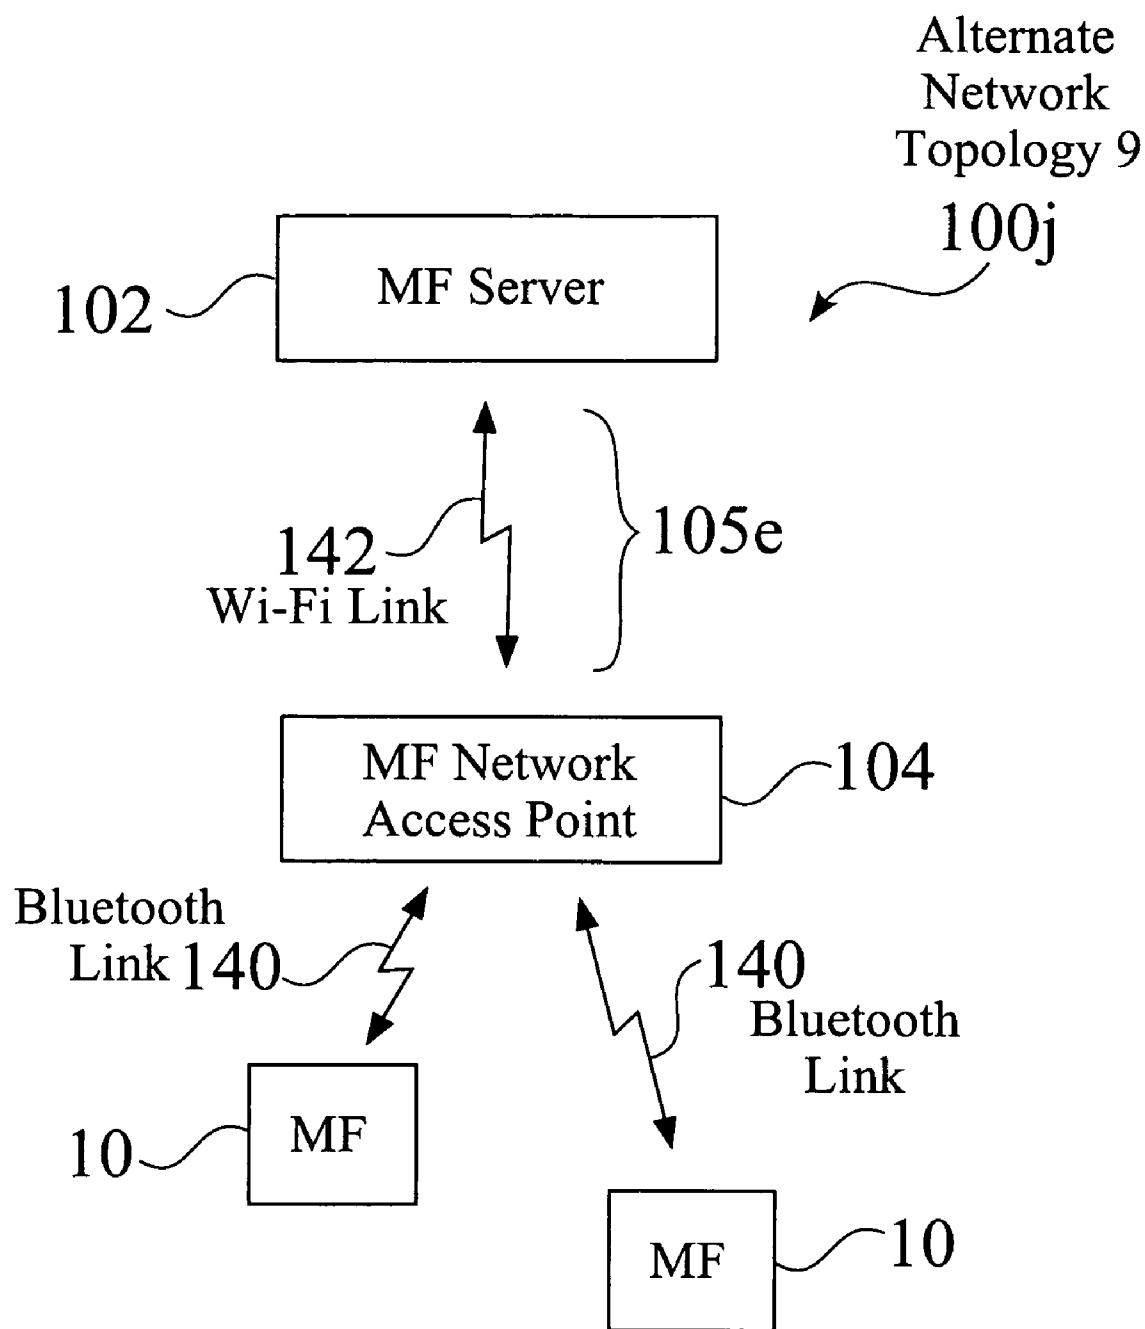 Alternate
Network
Topology 9
100j
MF Server
102
105e
142
Wi-Fi Link
MF Network
Access Point
104
Bluetooth
Link 140
140
Bluetooth
Link
MF
10
MF
10